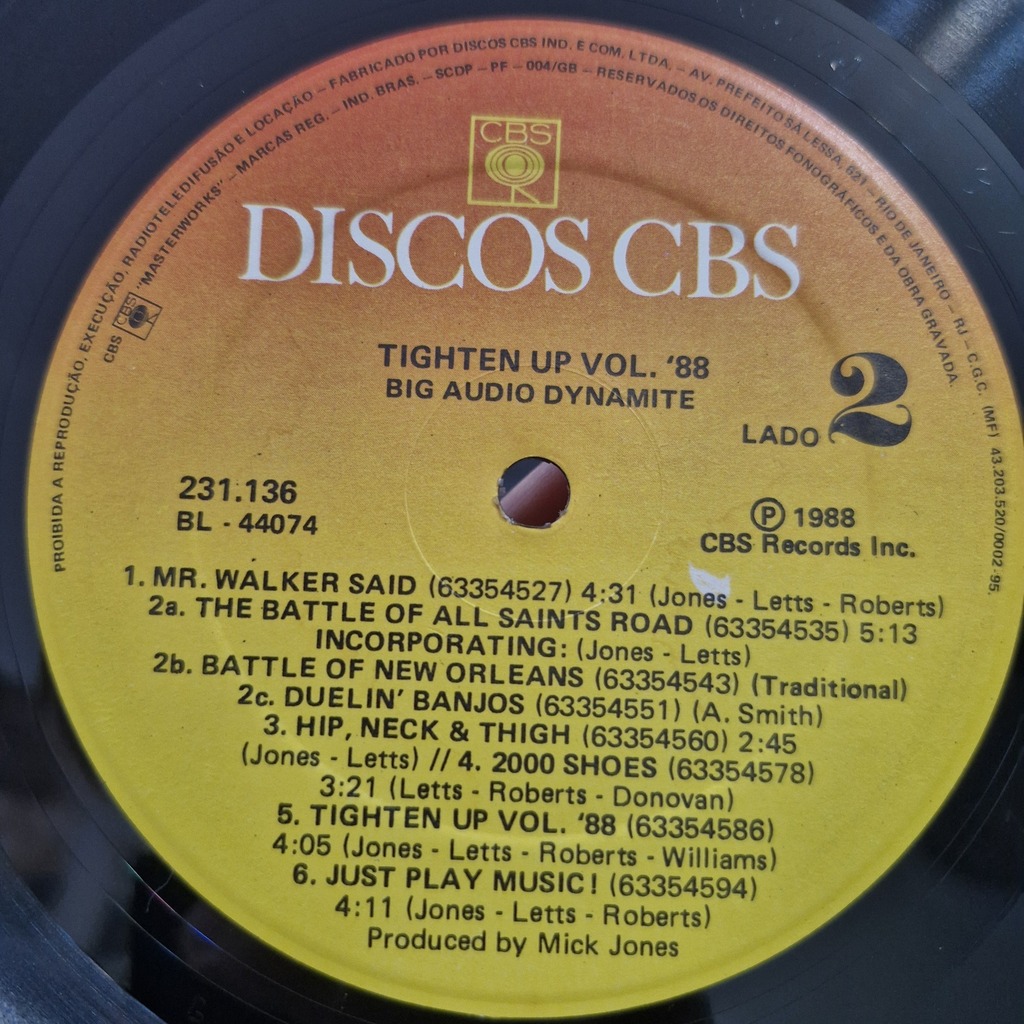 PROIBIDA A REPRODUÇÃO, EXECUÇÃO, RADIOTELEDIFUSÃO E LOCAÇÃO – FABRICADO POR DISCOS CBS IND. E COM. LTDA. – AV. PREFEITO SÁ LESSA, 621 – RIO DE JANEIRO – RJ – C.G.C. (MF) 43.203.520/0002-95.
CBS CBS "MASTERWORKS" – MARCAS REG. – IND. BRAS. – SCDP – PF – 004/GB – RESERVADOS OS DIREITOS FONOGRÁFICOS E DA OBRA GRAVADA.
CBS
DISCOS CBS
TIGHTEN UP VOL. '88
BIG AUDIO DYNAMITE
LADO 2
231.136
BL - 44074
Ⓟ 1988
CBS Records Inc.
1. MR. WALKER SAID (63354527) 4:31 (Jones - Letts - Roberts)
2a. THE BATTLE OF ALL SAINTS ROAD (63354535) 5:13
INCORPORATING: (Jones - Letts)
2b. BATTLE OF NEW ORLEANS (63354543) (Traditional)
2c. DUELIN' BANJOS (63354551) (A. Smith)
3. HIP, NECK & THIGH (63354560) 2:45
(Jones - Letts) // 4. 2000 SHOES (63354578)
3:21 (Letts - Roberts - Donovan)
5. TIGHTEN UP VOL. '88 (63354586)
4:05 (Jones - Letts - Roberts - Williams)
6. JUST PLAY MUSIC! (63354594)
4:11 (Jones - Letts - Roberts)
Produced by Mick Jones